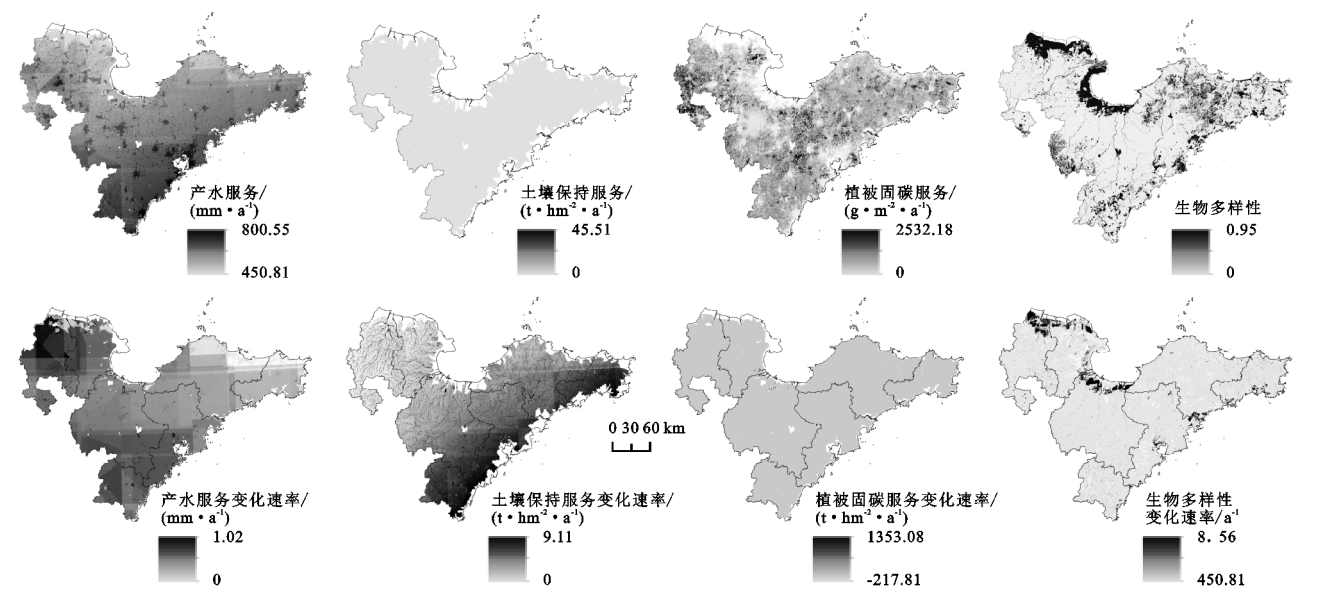 产水服务/
(mm·a⁻¹)
800.55
450.81
土壤保持服务/
(t·hm⁻²·a⁻¹)
45.51
0
植被固碳服务/
(g·m⁻²·a⁻¹)
2532.18
0
生物多样性
0.95
0
0 30 60 km
产水服务变化速率/
(mm·a⁻¹)
1.02
0
土壤保持服务变化速率/
(t·hm⁻²·a⁻¹)
9.11
0
植被固碳服务变化速率/
(t·hm⁻²·a⁻¹)
1353.08
-217.81
生物多样性
变化速率/a⁻¹
8. 56
450.81